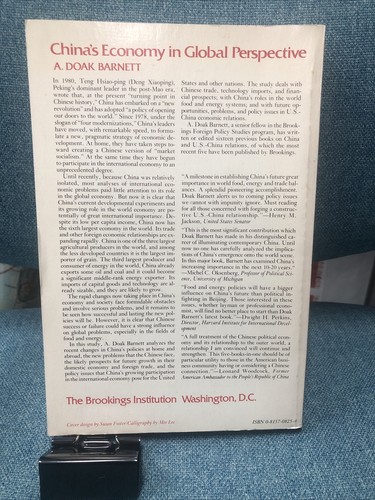 China's Economy in Global Perspective
A. DOAK BARNETT
In 1980, Teng Hsiao-ping (Deng Xiaoping),
Peking's dominant leader in the post-Mao era,
wrote that, at the present "turning point in
Chinese history," China has embarked on a "new
revolution" and has adopted "a policy of opening
our doors to the world." Since 1978, under the
slogan of "four modernizations," China's leaders
have moved, with remarkable speed, to formu-
late a new, pragmatic strategy of economic de-
velopment. At home, they have taken steps to-
ward creating a Chinese version of "market
socialism." At the same time they have begun
to participate in the international economy to an
unprecedented degree.
Until recently, because China was relatively
isolated, most analyses of international eco-
nomic problems paid little attention to its role
in the global economy. But now it is clear that
China's current developmental experiments and
its growing role in the world economy are po-
tentially of great international importance. De-
spite its low per capita income, China now has
the sixth largest economy in the world. Its trade
and other foreign economic relationships are ex-
panding rapidly. China is one of the three largest
agricultural producers in the world, and among
the less developed countries it is the largest im-
porter of grain. The third largest producer and
consumer of energy in the world, China already
exports some oil and coal and it could become
a significant middle-rank energy exporter. Its
imports of capital goods and technology are al-
ready sizable, and they are likely to grow.
The rapid changes now taking place in China's
economy and society face formidable obstacles
and involve serious problems, and it remains to
be seen how successful and lasting the new pol-
icies will be. However, it is clear that Chinese
success or failure could have a strong influence
on global problems, especially in the fields of
food and energy.
In this study, A. Doak Barnett analyzes the
recent changes in China's policies at home and
abroad, the new problems that the Chinese face,
the likely prospects for future growth in their
domestic economy and foreign trade, and the
policy issues that China's growing participation
in the international economy pose for the United
States and other nations. The study deals with
Chinese trade, technology imports, and finan-
cial prospects; with China's roles in the world
food and energy systems; and with future op-
portunities, problems, and policy issues in U.S.-
China economic relations.
A. Doak Barnett, a senior fellow in the Brook-
ings Foreign Policy Studies program, has writ-
ten or edited sixteen previous books on China
and U.S.-China relations, of which the most
recent five have been published by Brookings.
"A milestone in establishing China's future great
importance in world food, energy, and trade bal-
ances. A splendid pioneering accomplishment.
Doak Barnett alerts us to coming policy issues
we cannot with impunity ignore. Must reading
for all those concerned with forging a construc-
tive U.S.-China relationship."—Henry M.
Jackson, United States Senator
"This is the most significant contribution which
Doak Barnett has made in his distinguished ca-
reer of illuminating contemporary China. Until
now no one has carefully analyzed the implica-
tions of China's emergence onto the world scene.
In this major book, Barnett has examined China's
increasing importance in the next 10-20 years."
—Michel C. Oksenberg, Professor of Political Sci-
ence, University of Michigan
"Food and energy policies will have a bigger
influence on China's future than political in-
fighting in Beijing. Those interested in these
issues, whether layman or professional econo-
mist, will find no better place to start than Doak
Barnett's latest book."—Dwight H. Perkins,
Director, Harvard Institute for International Devel-
opment
"A full treatment of the Chinese political econ-
omy and its relationship to the outer world, a
relationship I am convinced will continue and
strengthen. This five-books-in-one should be of
particular utility to those in the American busi-
ness community having or considering a Chinese
connection."—Leonard Woodcock, Former
American Ambassador to the People's Republic of China
The Brookings Institution Washington, D.C.
Cover design by Susan Foster/Calligraphy by Mei Lu
ISBN 0-8157-0825-6